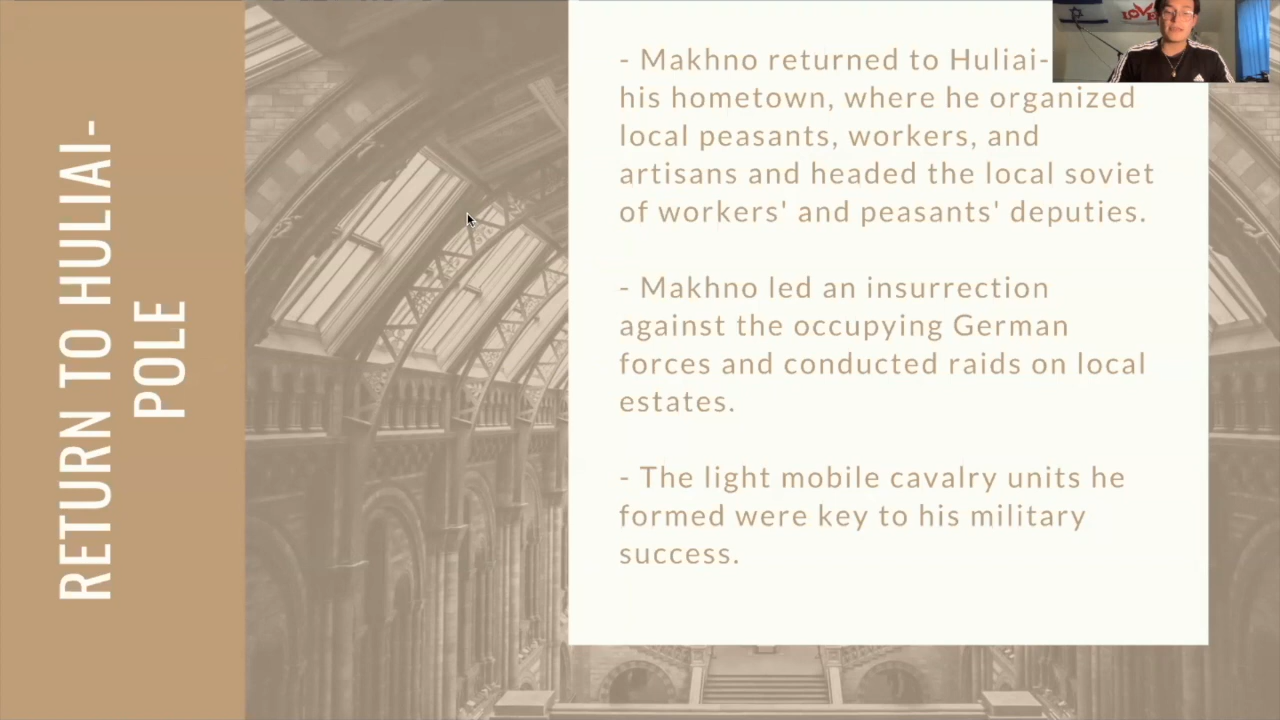 RETURN TO HULIAI-
POLE
- Makhno returned to Huliai-
his hometown, where he organized
local peasants, workers, and
artisans and headed the local soviet
of workers' and peasants' deputies.
- Makhno led an insurrection
against the occupying German
forces and conducted raids on local
estates.
- The light mobile cavalry units he
formed were key to his military
success.